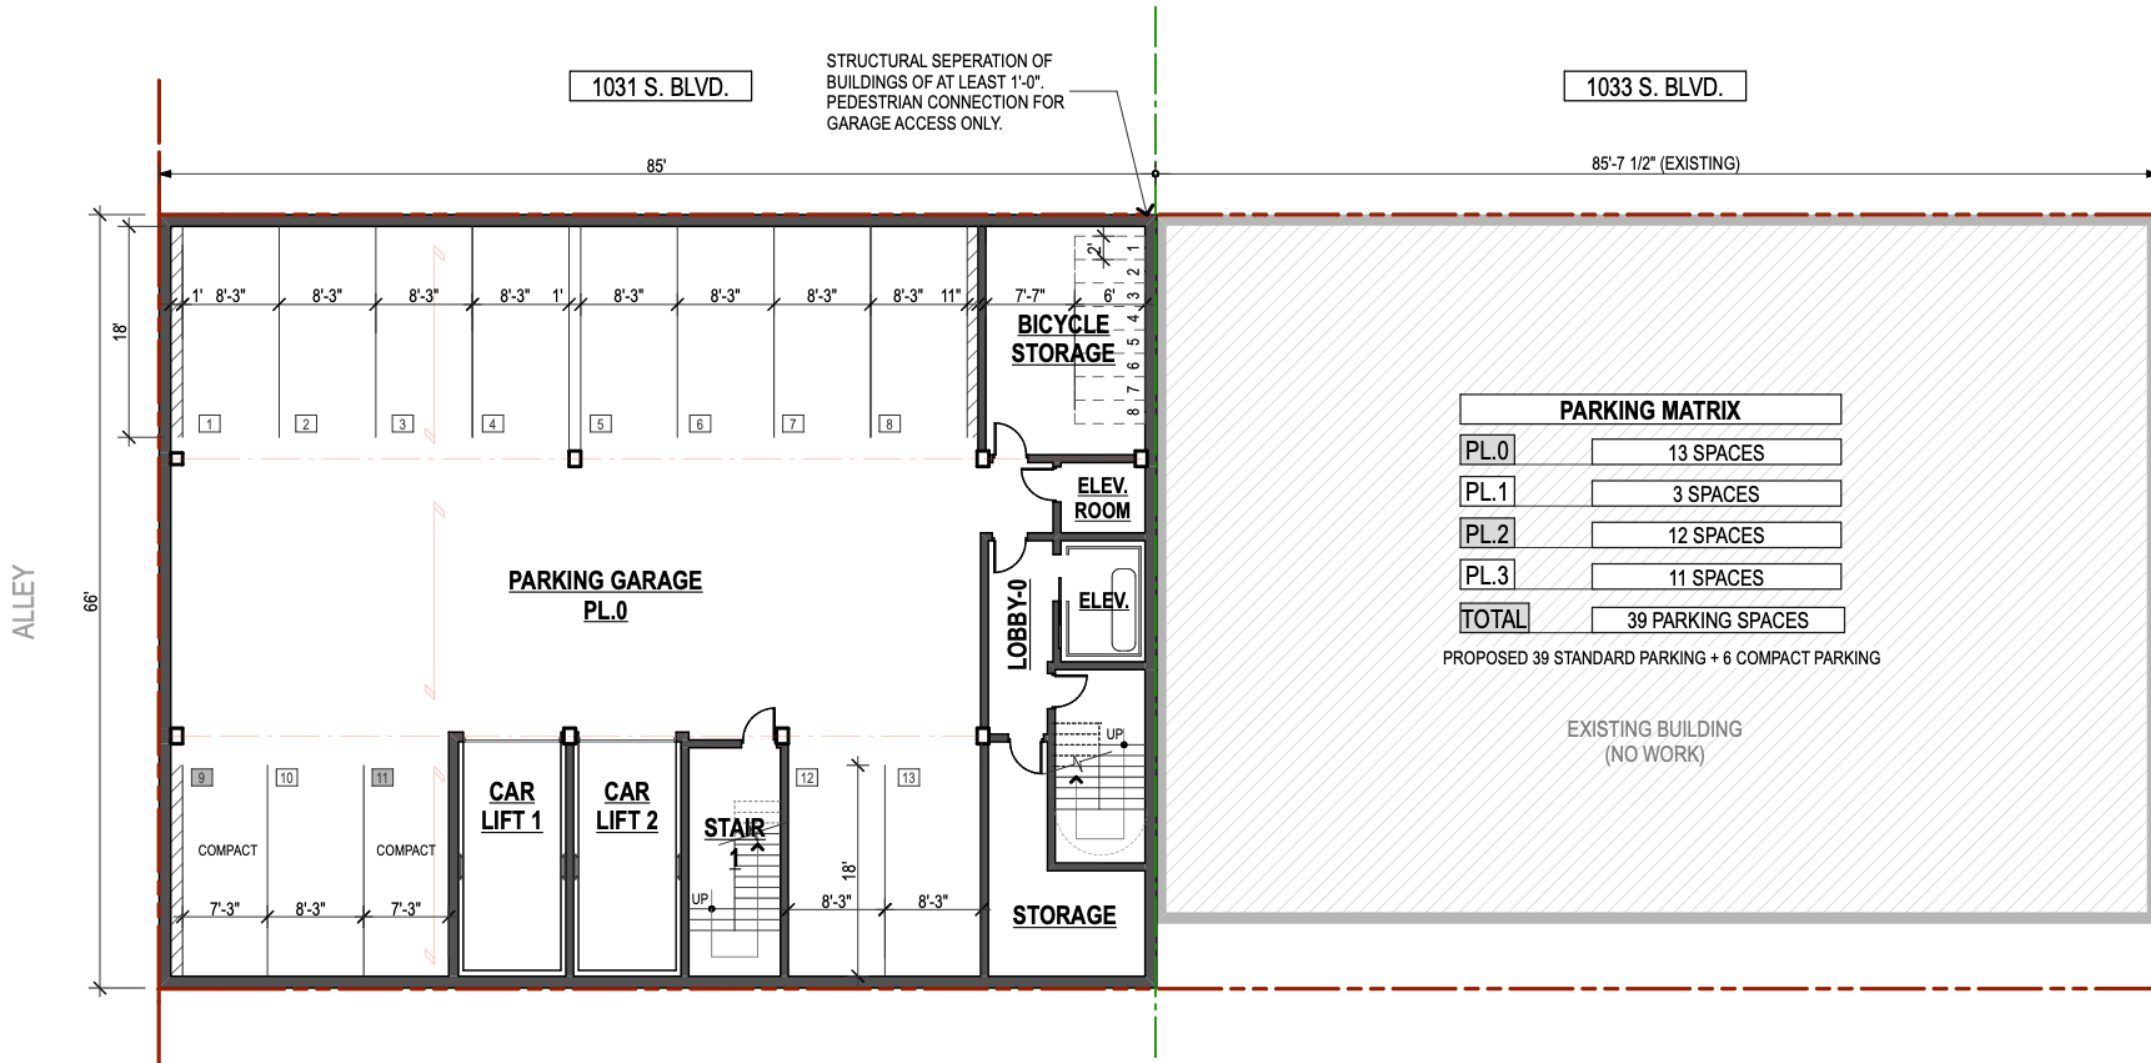 1031 S. BLVD.
STRUCTURAL SEPERATION OF
BUILDINGS OF AT LEAST 1'-0".
PEDESTRIAN CONNECTION FOR
GARAGE ACCESS ONLY.
1033 S. BLVD.
85'
85'-7 1/2" (EXISTING)
18'
66'
ALLEY
1' 8'-3" 8'-3" 8'-3" 8'-3" 1' 8'-3" 8'-3" 8'-3" 8'-3" 11" 7'-7" 6'
2'
1
2
3
4
5
6
7
8
BICYCLE
STORAGE
1 2 3 4 5 6 7 8
ELEV.
ROOM
PARKING GARAGE
PL.0
LOBBY-0
ELEV.
UP
9 10 11
CAR
LIFT 1
CAR
LIFT 2
STAIR
1
UP
12 13
COMPACT COMPACT
18'
7'-3" 8'-3" 7'-3" 8'-3" 8'-3"
STORAGE
PARKING MATRIX
PL.0 13 SPACES
PL.1 3 SPACES
PL.2 12 SPACES
PL.3 11 SPACES
TOTAL 39 PARKING SPACES
PROPOSED 39 STANDARD PARKING + 6 COMPACT PARKING
EXISTING BUILDING
(NO WORK)